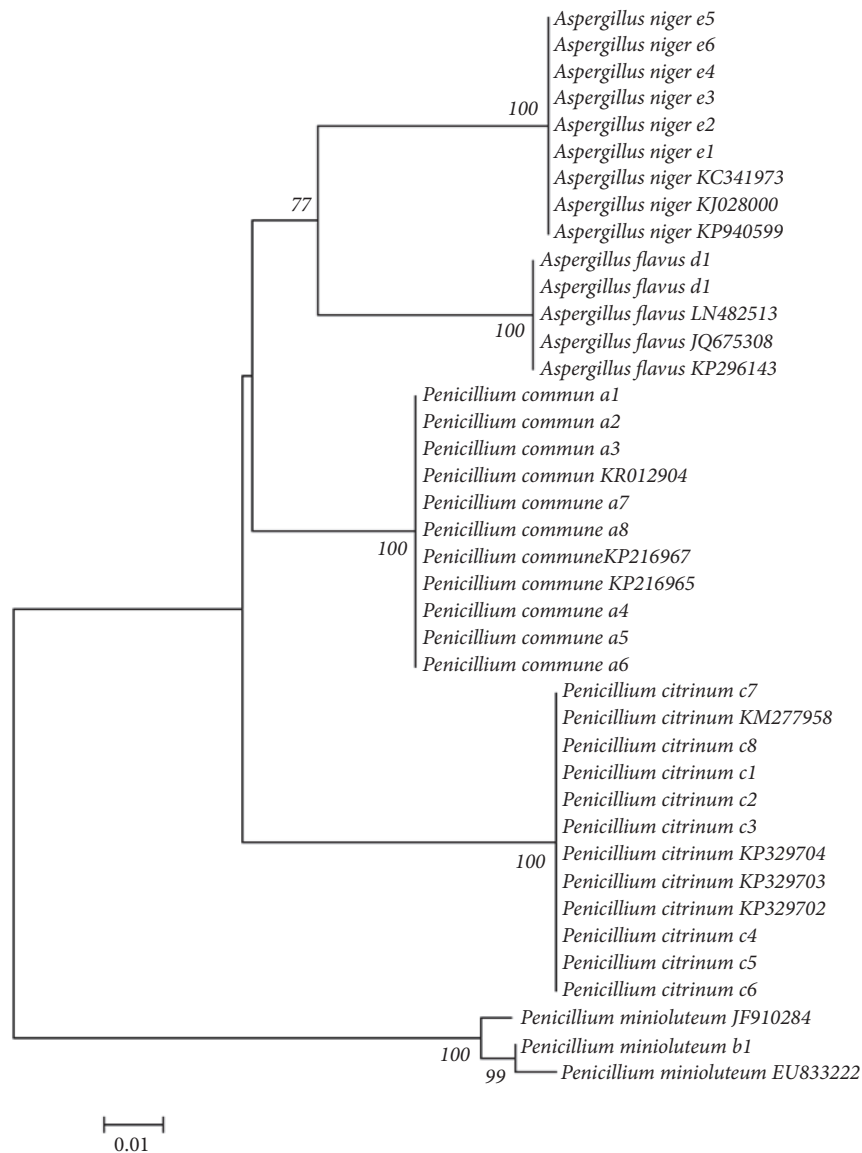 Aspergillus niger e5
Aspergillus niger e6
Aspergillus niger e4
Aspergillus niger e3
100
Aspergillus niger e2
Aspergillus niger e1
Aspergillus niger KC341973
Aspergillus niger KJ028000
77
Aspergillus niger KP940599
Aspergillus flavus d1
Aspergillus flavus d1
Aspergillus flavus LN482513
100
Aspergillus flavus JQ675308
Aspergillus flavus KP296143
Penicillium commun a1
Penicillium commun a2
Penicillium commun a3
Penicillium commun KR012904
Penicillium commune a7
Penicillium commune a8
100
Penicillium communeKP216967
Penicillium commune KP216965
Penicillium commune a4
Penicillium commune a5
Penicillium commune a6
Penicillium citrinum c7
Penicillium citrinum KM277958
Penicillium citrinum c8
Penicillium citrinum c1
Penicillium citrinum c2
Penicillium citrinum c3
Penicillium citrinum KP329704
100
Penicillium citrinum KP329703
Penicillium citrinum KP329702
Penicillium citrinum c4
Penicillium citrinum c5
Penicillium citrinum c6
Penicillium minioluteum JF910284
100
Penicillium minioluteum b1
99
Penicillium minioluteum EU833222
0.01